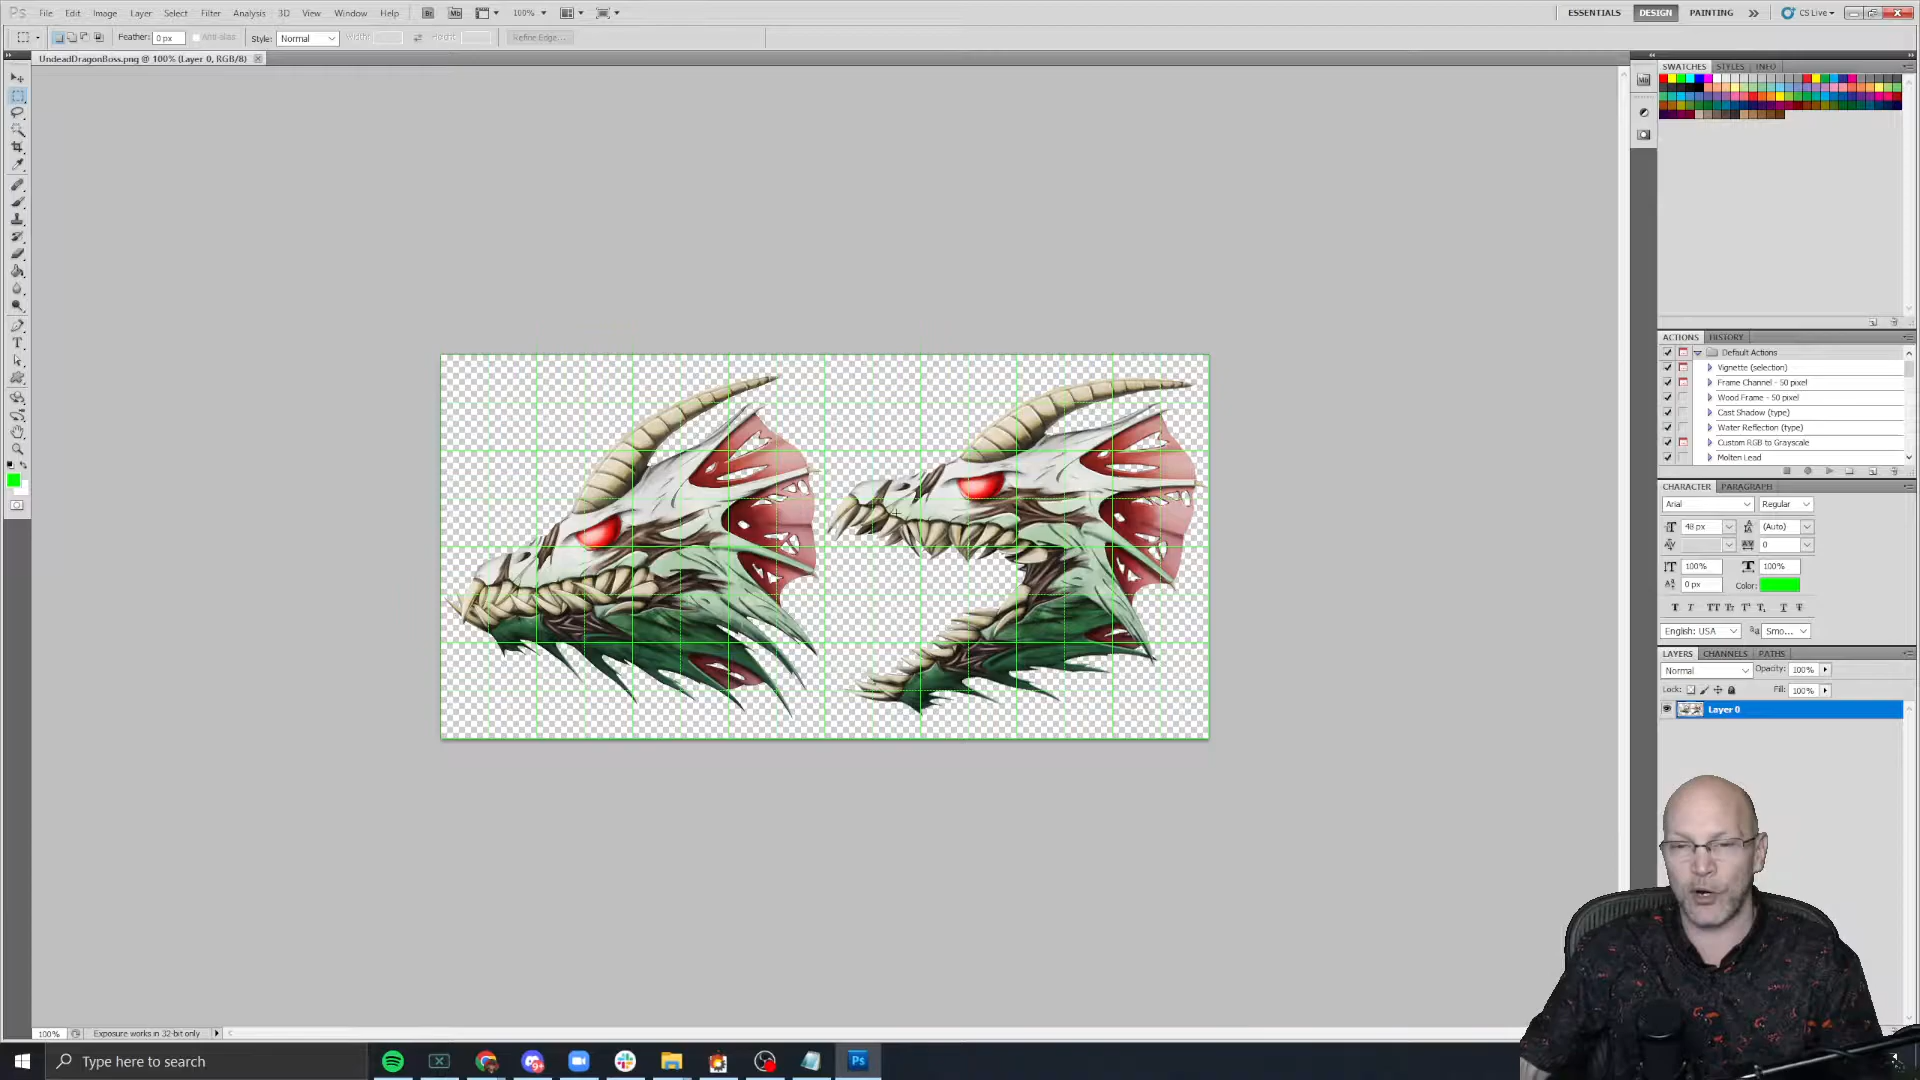 Ps File Edit Image Layer Select Filter Analysis 3D View Window Help Br Mb 100% ESSENTIALS DESIGN PAINTING CS Live
Feather: 0 px Anti-alias Style: Normal Width: Height: Refine Edge...
UndeadDragonBoss.png @ 100% (Layer 0, RGB/8)
SWATCHES STYLES INFO
ACTIONS HISTORY
Default Actions
Vignette (selection)
Frame Channel - 50 pixel
Wood Frame - 50 pixel
Cast Shadow (type)
Water Reflection (type)
Custom RGB to Grayscale
Molten Lead
CHARACTER PARAGRAPH
Arial Regular
48 px (Auto)
0
100% 100%
0 px Color:
English: USA Smo...
LAYERS CHANNELS PATHS
Normal Opacity: 100%
Lock: Fill: 100%
Layer 0
100% Exposure works in 32-bit only
Type here to search
Ps